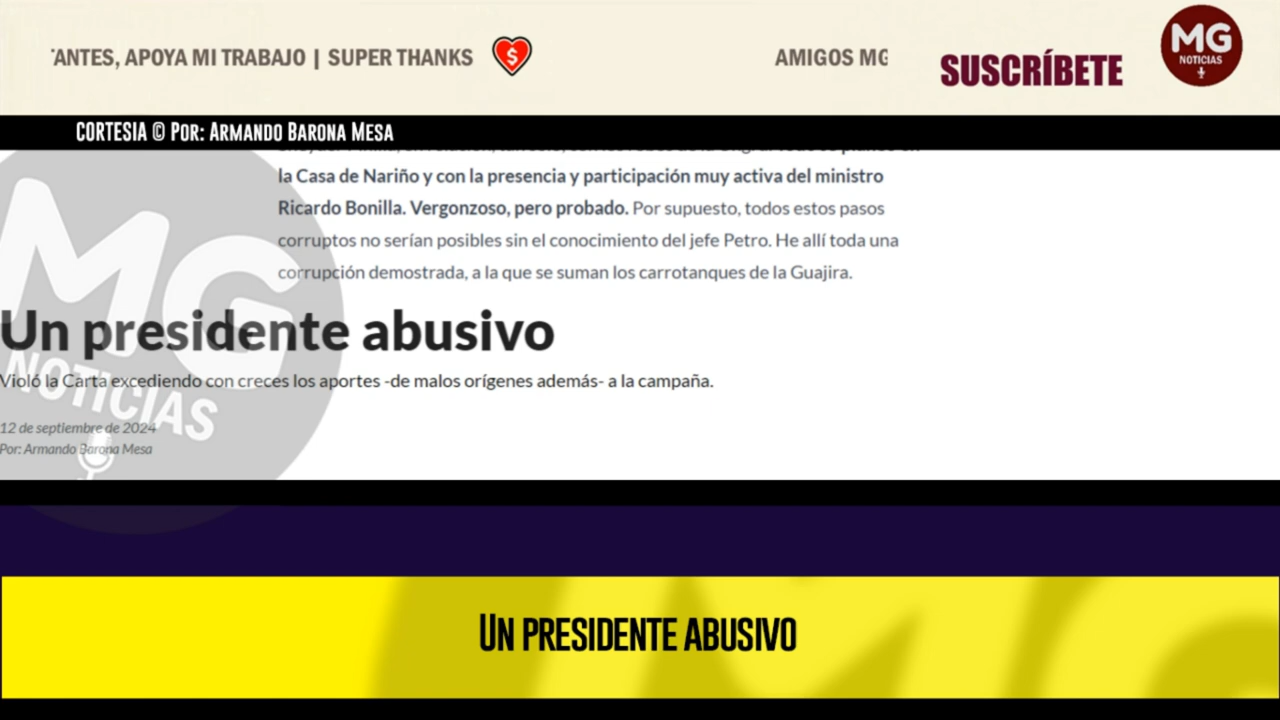 TANTES, APOYA MI TRABAJO | SUPER THANKS
$
AMIGOS MG
SUSCRÍBETE
MG
NOTICIAS
CORTESIA © Por: Armando Barona Mesa
la Casa de Nariño y con la presencia y participación muy activa del ministro
Ricardo Bonilla. Vergonzoso, pero probado. Por supuesto, todos estos pasos
corruptos no serían posibles sin el conocimiento del jefe Petro. He allí toda una
corrupción demostrada, a la que se suman los carrotanques de la Guajira.
MG
NOTICIAS
Un presidente abusivo
Violó la Carta excediendo con creces los aportes -de malos orígenes además- a la campaña.
12 de septiembre de 2024
Por: Armando Barona Mesa
Un presidente abusivo